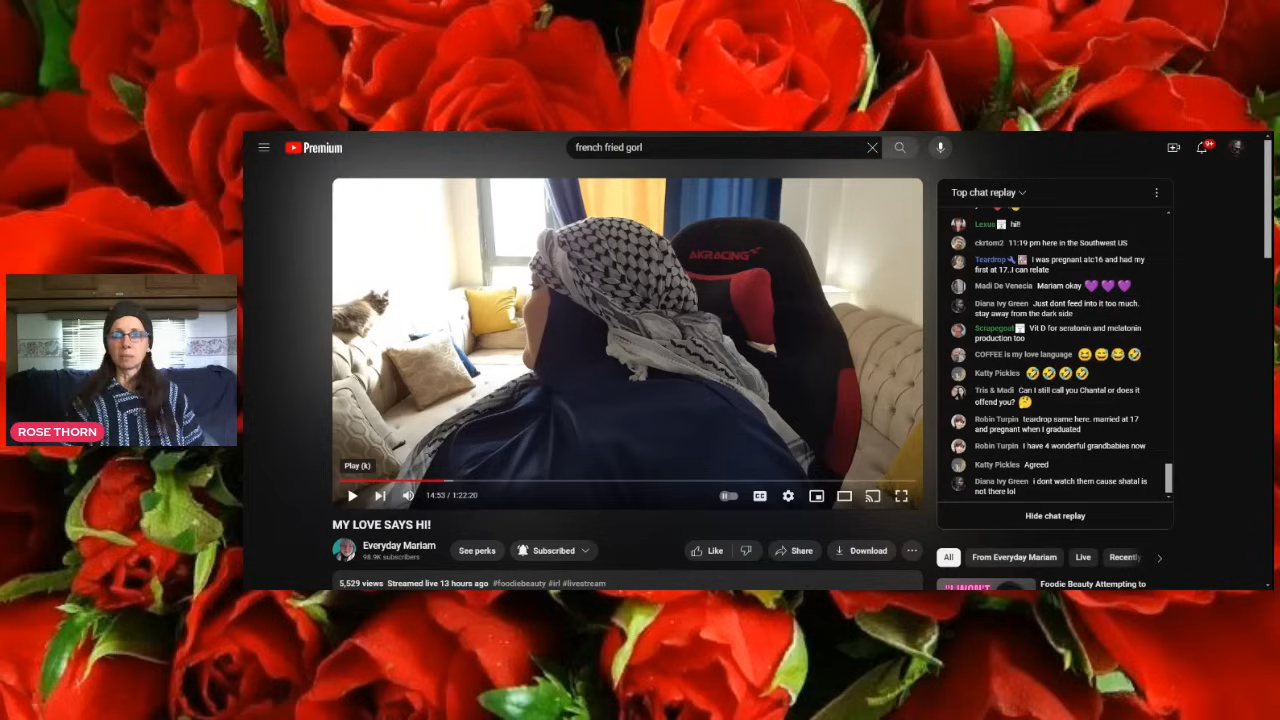 Premium
french fried gorl
9+
AKRACING
Play (k)
14:53 / 1:22:20
CC
MY LOVE SAYS HI!
Everyday Mariam
98.9K subscribers
See perks
Subscribed
Like
Share
Download
5,529 views Streamed live 13 hours ago #foodiebeauty #irl #livestream
Top chat replay
Lexus hi!!
ckrtom2 11:19 pm here in the Southwest US
Teardrop I was pregnant atc16 and had my
first at 17..I can relate
Madi De Venecia Mariam okay 💜 💜 💜
Diana Ivy Green Just dont feed into it too much.
stay away from the dark side
Scrapegoat Vit D for seratonin and melatonin
production too
COFFEE is my love language 😆 😄 😂 🤣
Katty Pickles 🤣 🤣 🤣 🤣
Tris & Madi Can I still call you Chantal or does it
offend you? 🤔
Robin Turpin teardrop same here. married at 17
and pregnant when I graduated
Robin Turpin I have 4 wonderful grandbabies now
Katty Pickles Agreed
Diana Ivy Green i dont watch them cause shatal is
not there lol
Hide chat replay
All
From Everyday Mariam
Live
Recently
Foodie Beauty Attempting to
ROSE THORN